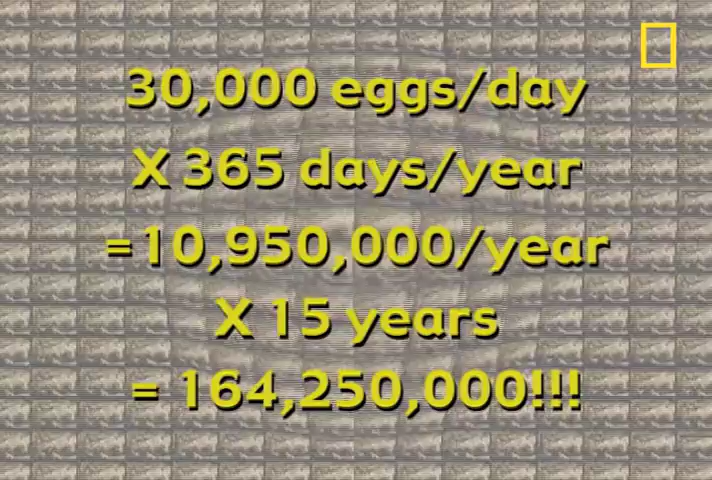 30,000 eggs/day
X 365 days/year
=10,950,000/year
X 15 years
= 164,250,000!!!